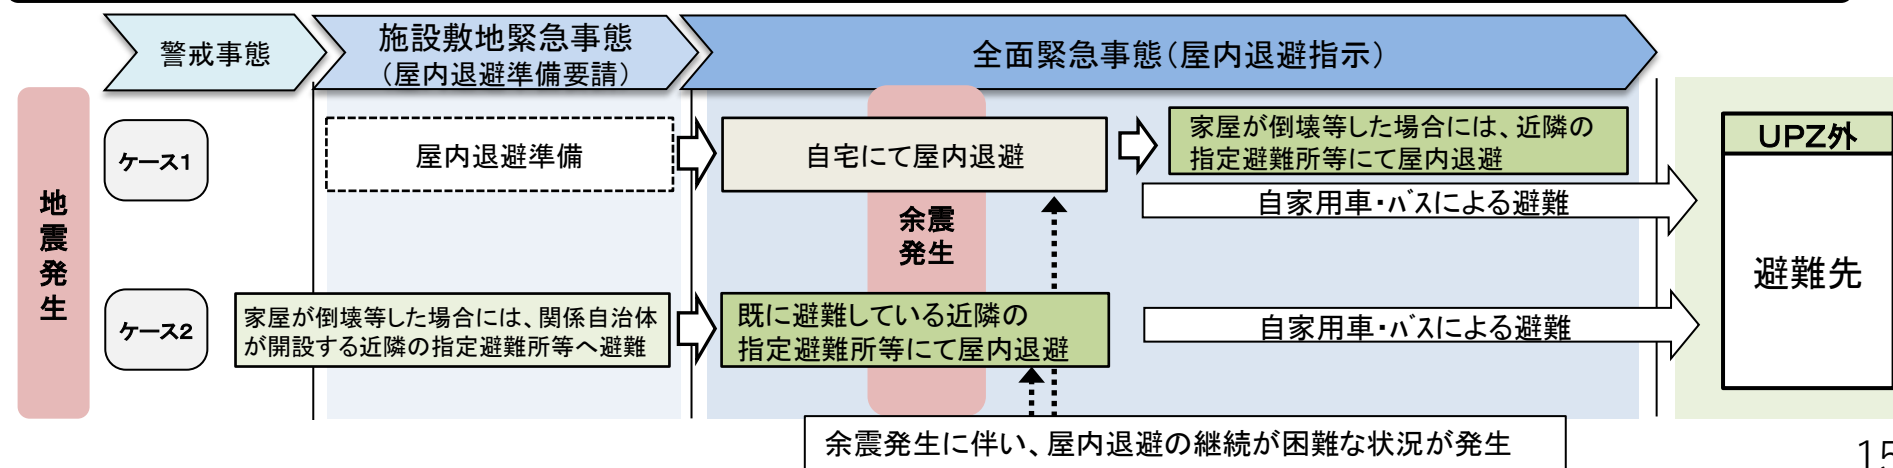 警戒事態
施設敷地緊急事態
（屋内退避準備要請）
全面緊急事態（屋内退避指示）
地震発生
ケース1
屋内退避準備
自宅にて屋内退避
家屋が倒壊等した場合には、近隣の
指定避難所等にて屋内退避
自家用車・バスによる避難
余震
発生
ケース2
家屋が倒壊等した場合には、関係自治体
が開設する近隣の指定避難所等へ避難
既に避難している近隣の
指定避難所等にて屋内退避
自家用車・バスによる避難
UPZ外
避難先
余震発生に伴い、屋内退避の継続が困難な状況が発生
15